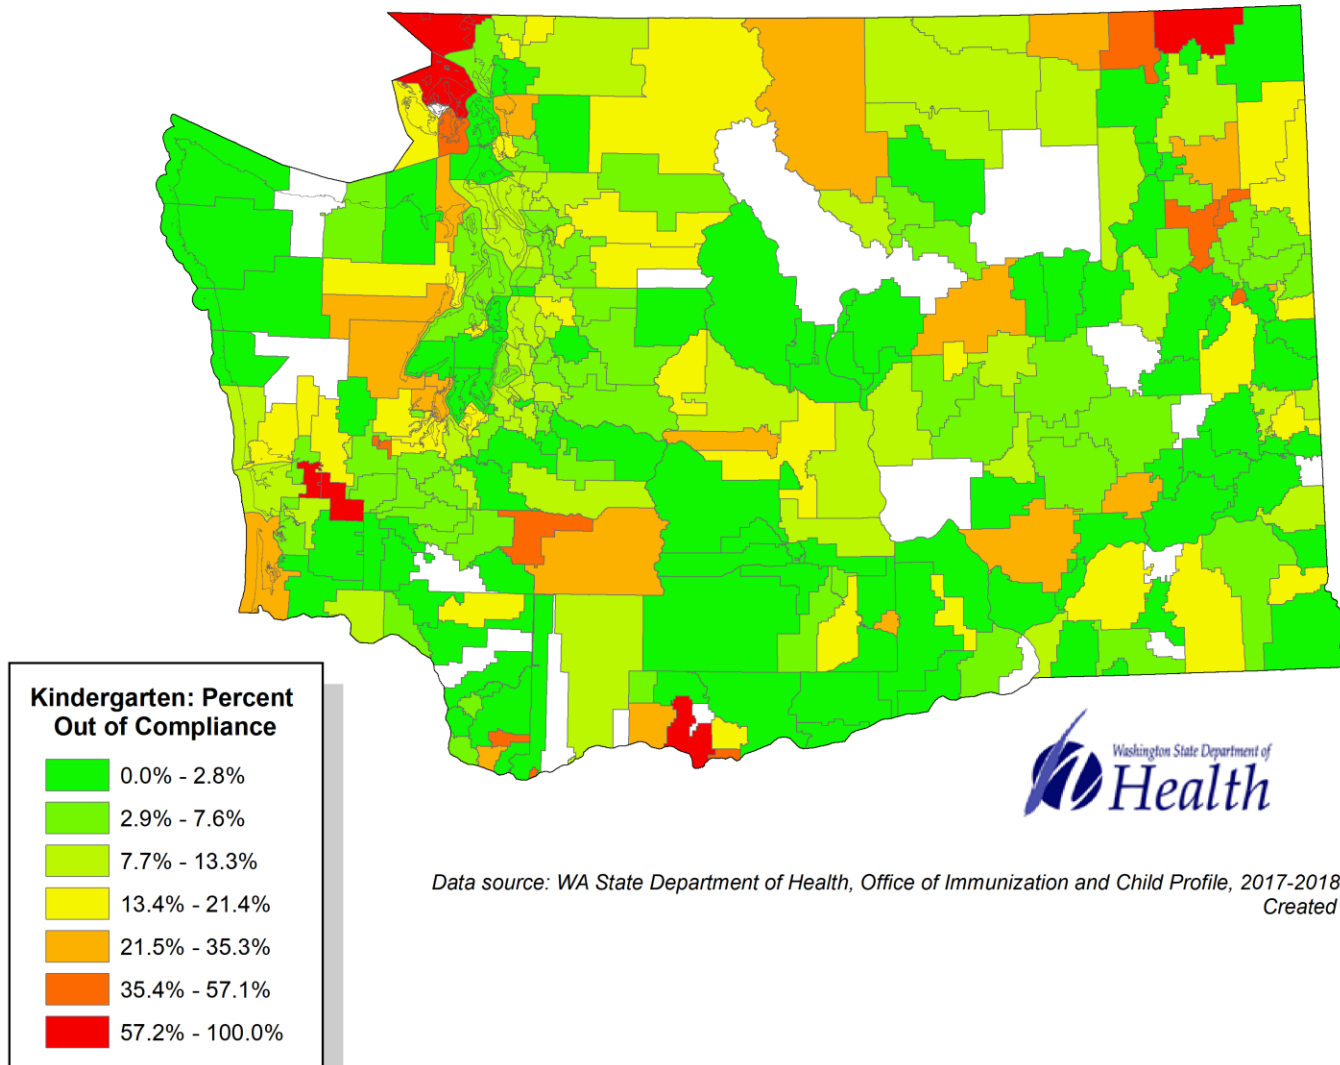 Kindergarten: Percent
Out of Compliance
0.0% - 2.8%
2.9% - 7.6%
7.7% - 13.3%
13.4% - 21.4%
21.5% - 35.3%
35.4% - 57.1%
57.2% - 100.0%
Washington State Department of
Health
Data source: WA State Department of Health, Office of Immunization and Child Profile, 2017-2018
Created